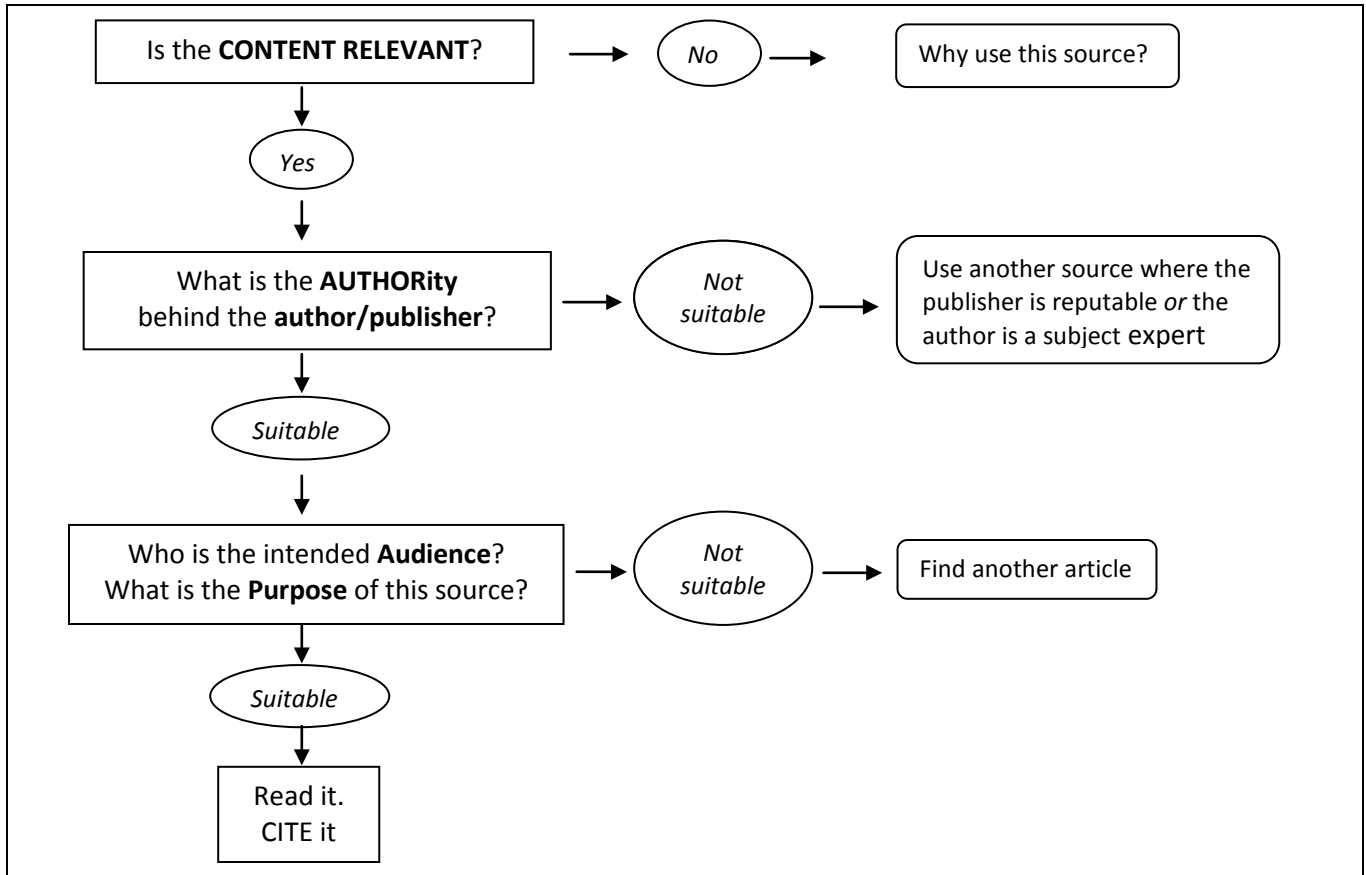 Is the CONTENT RELEVANT?
No
Why use this source?
Yes
What is the AUTHORity
behind the author/publisher?
Not
suitable
Use another source where the
publisher is reputable or the
author is a subject expert
Suitable
Who is the intended Audience?
What is the Purpose of this source?
Not
suitable
Find another article
Suitable
Read it.
CITE it